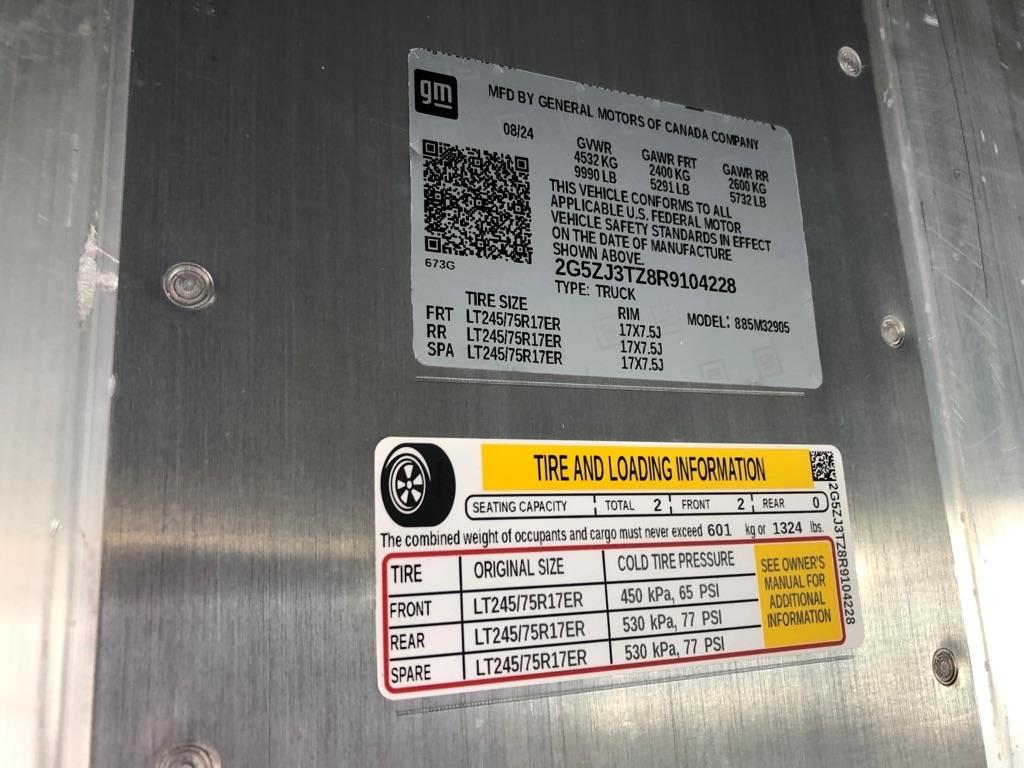 gm
MFD BY GENERAL MOTORS OF CANADA COMPANY
08/24
GVWR GAWR FRT GAWR RR
4532 KG 2400 KG 2600 KG
9990 LB 5291 LB 5732 LB
THIS VEHICLE CONFORMS TO ALL
APPLICABLE U.S. FEDERAL MOTOR
VEHICLE SAFETY STANDARDS IN EFFECT
ON THE DATE OF MANUFACTURE
SHOWN ABOVE.
673G
2G5ZJ3TZ8R9104228
TYPE: TRUCK
TIRE SIZE RIM MODEL: 885M32905
FRT LT245/75R17ER 17X7.5J
RR LT245/75R17ER 17X7.5J
SPA LT245/75R17ER 17X7.5J
TIRE AND LOADING INFORMATION
SEATING CAPACITY TOTAL 2 FRONT 2 REAR 0
The combined weight of occupants and cargo must never exceed 601 kg or 1324 lbs.
TIRE ORIGINAL SIZE COLD TIRE PRESSURE
FRONT LT245/75R17ER 450 kPa, 65 PSI
REAR LT245/75R17ER 530 kPa, 77 PSI
SPARE LT245/75R17ER 530 kPa, 77 PSI
SEE OWNER'S
MANUAL FOR
ADDITIONAL
INFORMATION
2G5ZJ3TZ8R9104228